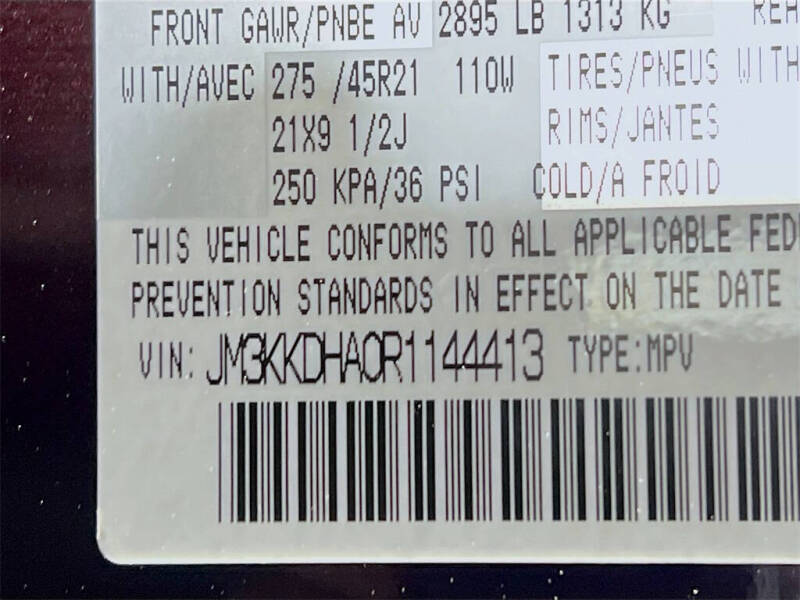 FRONT GAWR/PNBE AV 2895 LB 1313 KG
WITH/AVEC 275 /45R21 110W TIRES/PNEUS WITH
21X9 1/2J RIMS/JANTES
250 KPA/36 PSI COLD/A FROID
THIS VEHICLE CONFORMS TO ALL APPLICABLE
PREVENTION STANDARDS IN EFFECT ON THE DATE
VIN: JM3KKDHA0R1144413 TYPE:MPV